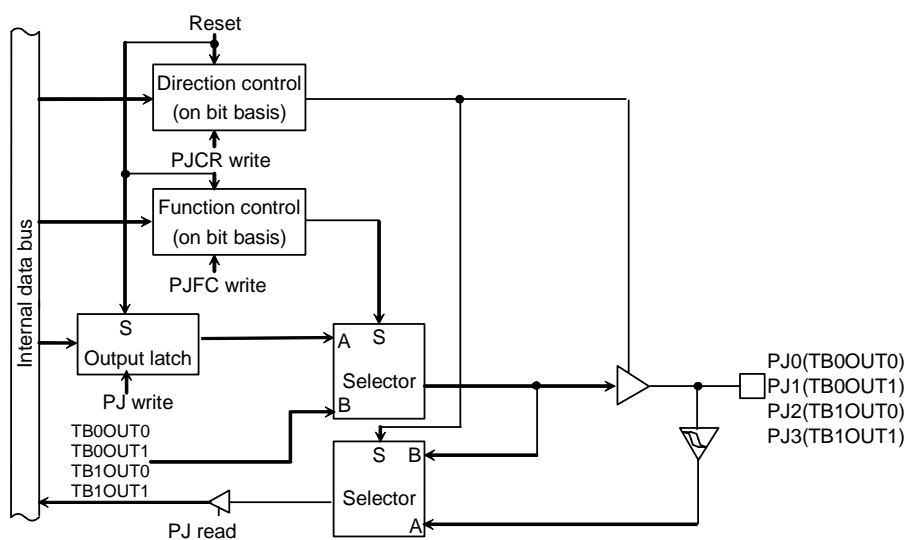 Reset
Direction control
(on bit basis)
PJCR write
Function control
(on bit basis)
PJFC write
Internal data bus
S
Output latch
PJ write
A
S
Selector
B
TB0OUT0
TB0OUT1
TB1OUT0
TB1OUT1
S
B
Selector
A
PJ read
PJ0(TB0OUT0)
PJ1(TB0OUT1)
PJ2(TB1OUT0)
PJ3(TB1OUT1)